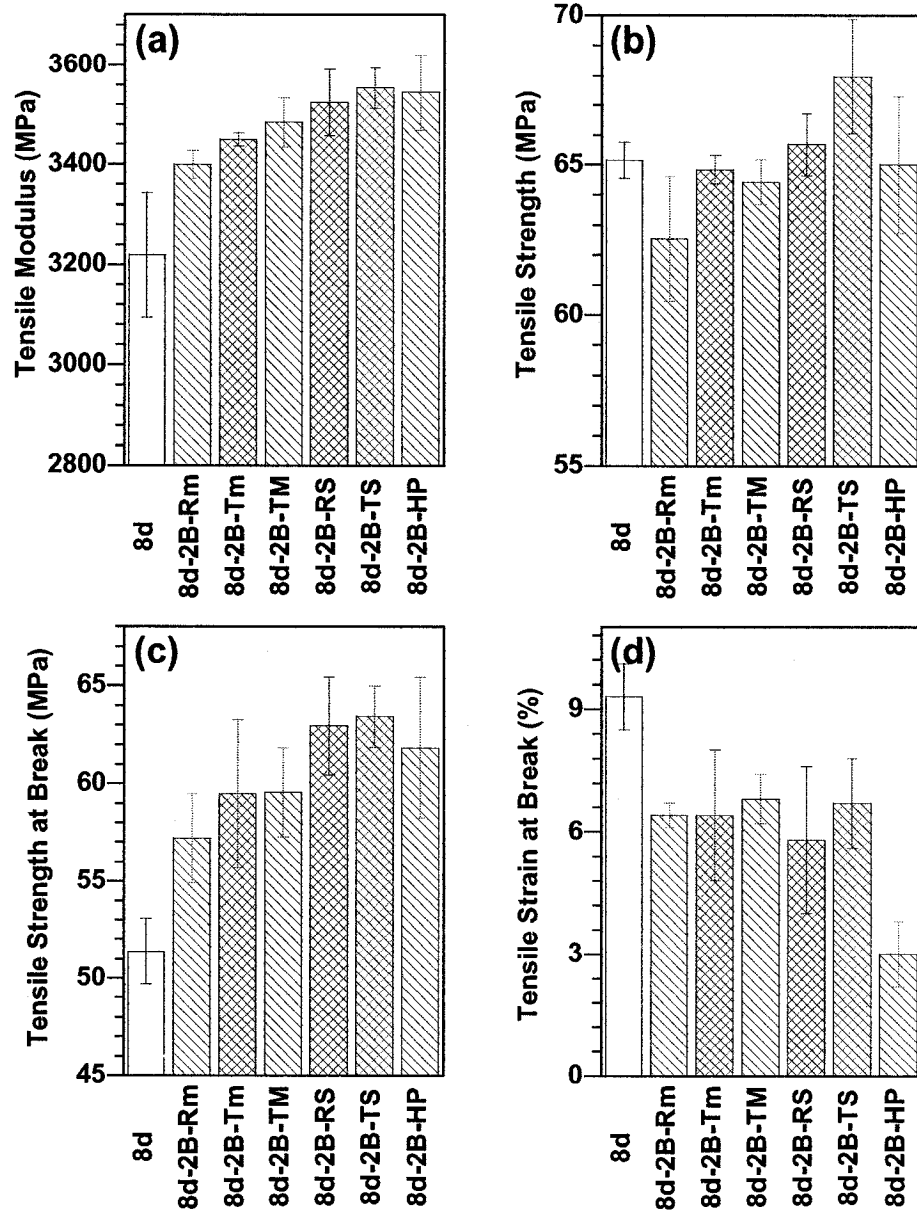 (a)
Tensile Modulus (MPa)
3600
3400
3200
3000
2800
8d
8d-2B-Rm
8d-2B-Tm
8d-2B-TM
8d-2B-RS
8d-2B-TS
8d-2B-HP
(b)
Tensile Strength (MPa)
70
65
60
55
8d
8d-2B-Rm
8d-2B-Tm
8d-2B-TM
8d-2B-RS
8d-2B-TS
8d-2B-HP
(c)
Tensile Strength at Break (MPa)
65
60
55
50
45
8d
8d-2B-Rm
8d-2B-Tm
8d-2B-TM
8d-2B-RS
8d-2B-TS
8d-2B-HP
(d)
Tensile Strain at Break (%)
9
6
3
0
8d
8d-2B-Rm
8d-2B-Tm
8d-2B-TM
8d-2B-RS
8d-2B-TS
8d-2B-HP